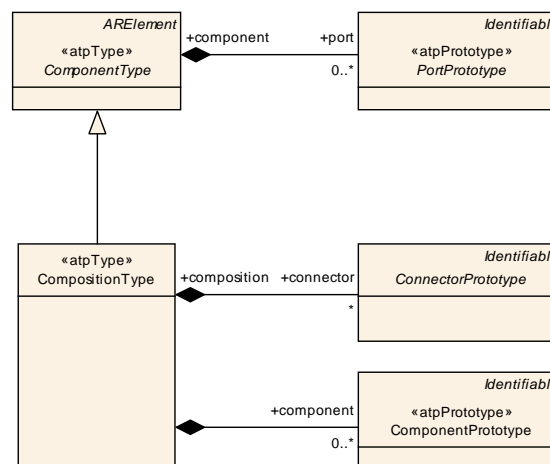 ARElement
«atpType»
ComponentType
+component
+port
0..*
Identifiabl
«atpPrototype»
PortPrototype
«atpType»
CompositionType
+composition
+connector
*
Identifiabl
ConnectorPrototype
+component
0..*
Identifiabl
«atpPrototype»
ComponentPrototype